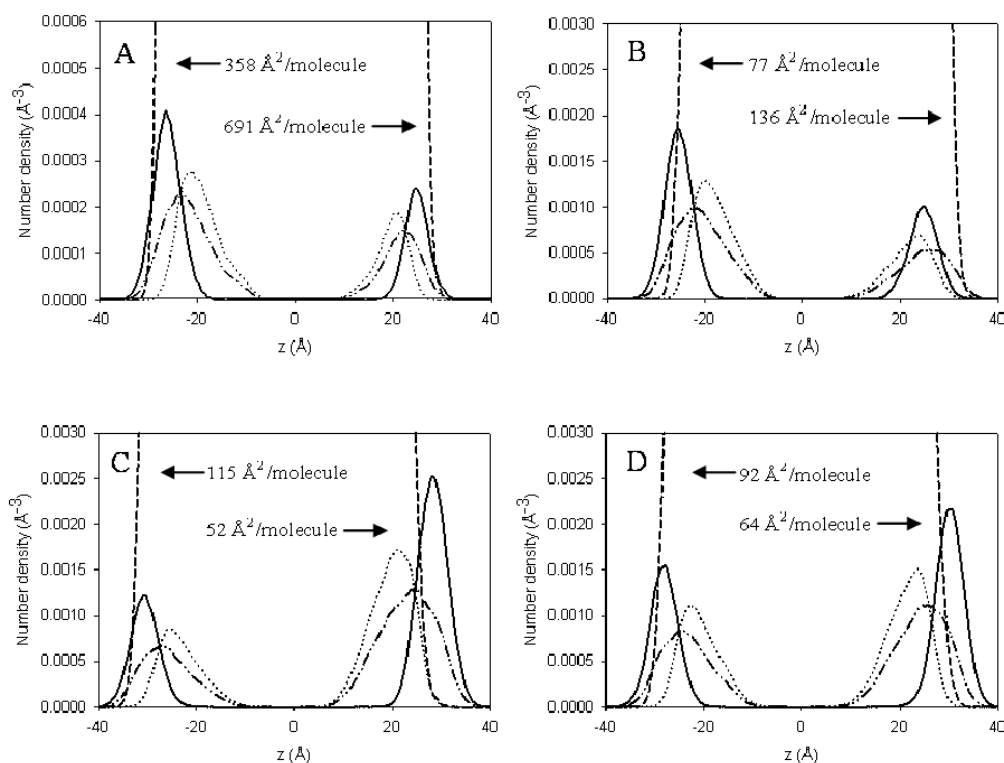 A
Number density (Å⁻³)
0.0006
0.0005
0.0004
0.0003
0.0002
0.0001
0.0000
358 Å²/molecule
691 Å²/molecule
-40 -20 0 20 40
z (Å)
B
Number density (Å⁻³)
0.0030
0.0025
0.0020
0.0015
0.0010
0.0005
0.0000
77 Å²/molecule
136 Å²/molecule
-40 -20 0 20 40
z (Å)
C
Number density (Å⁻³)
0.0030
0.0025
0.0020
0.0015
0.0010
0.0005
0.0000
115 Å²/molecule
52 Å²/molecule
-40 -20 0 20 40
z (Å)
D
Number density (Å⁻³)
0.0030
0.0025
0.0020
0.0015
0.0010
0.0005
0.0000
92 Å²/molecule
64 Å²/molecule
-40 -20 0 20 40
z (Å)